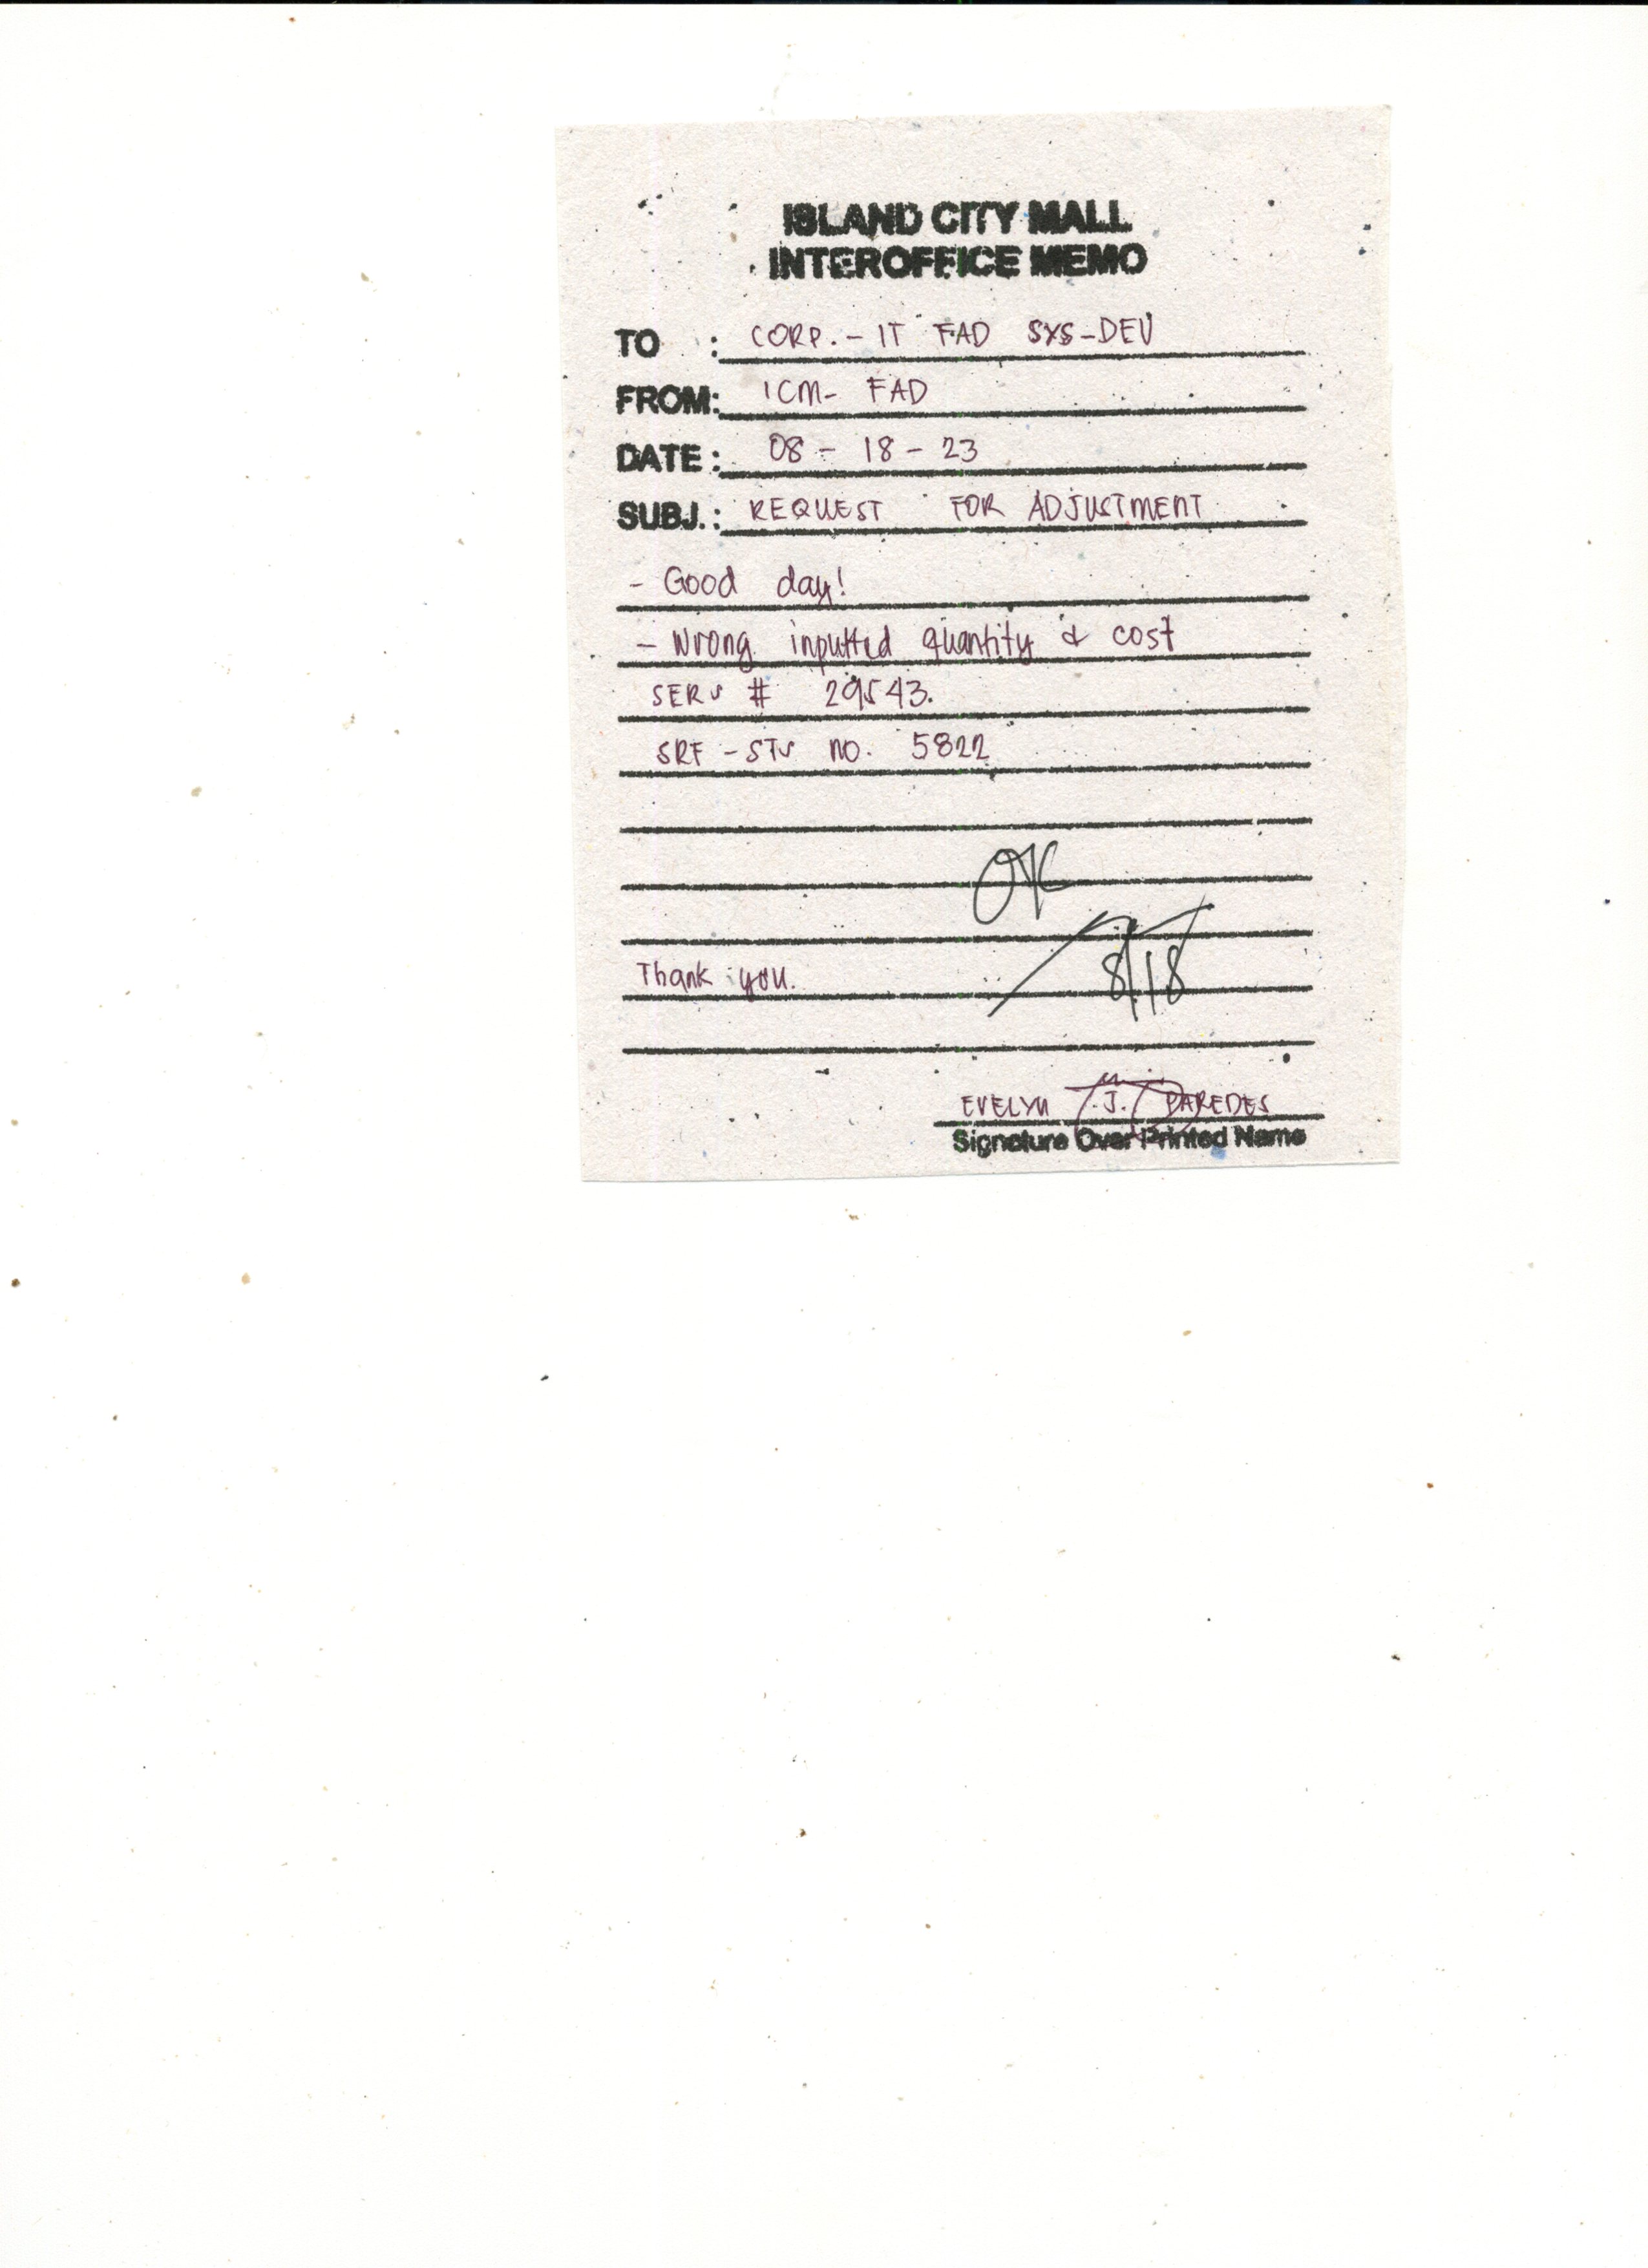 ISLAND CITY MALL
INTEROFFICE MEMO
TO : CORP.- IT FAD SYS-DEV
FROM: ICM- FAD
DATE : 08 - 18 - 23
SUBJ.: REQUEST FOR ADJUSTMENT
- Good day!
- Wrong inputted quantity & cost
SERV # 29543.
SRF - STV NO. 5822
OK
8/18
Thank you.
EVELYN J. PAREDES
Signature Over Printed Name